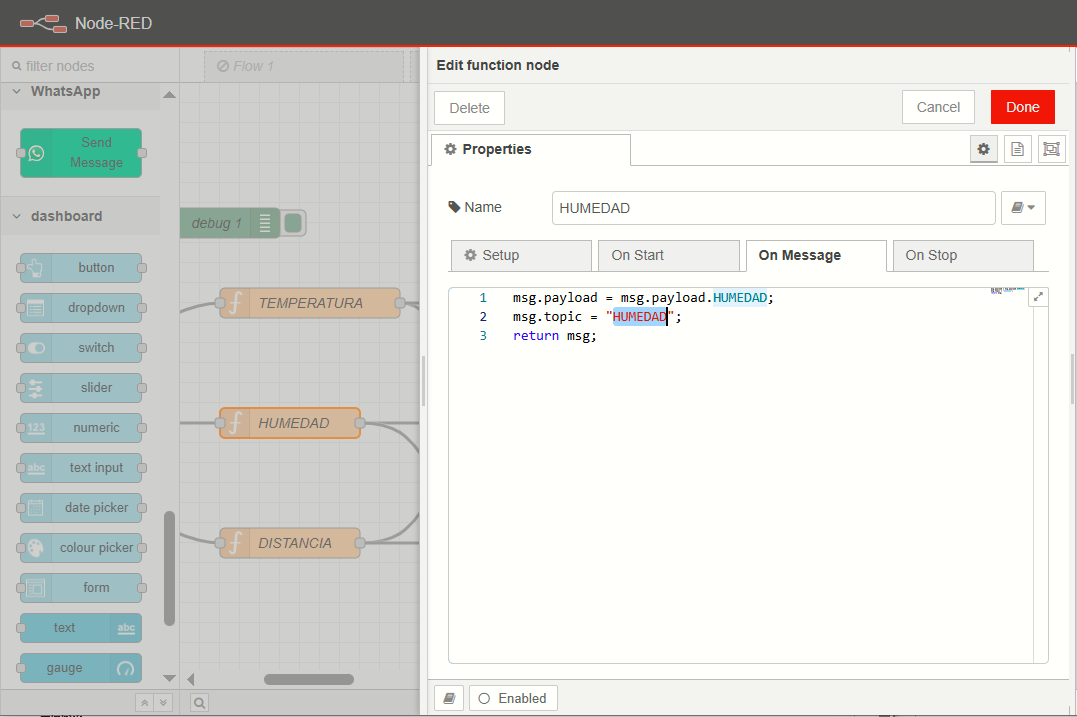 Node-RED
filter nodes
WhatsApp
Send
Message
dashboard
button
dropdown
switch
slider
123
numeric
abc
text input
date picker
colour picker
form
text
abc
gauge
Flow 1
debug 1
TEMPERATURA
HUMEDAD
DISTANCIA
Edit function node
Delete
Cancel
Done
Properties
Name
HUMEDAD
Setup
On Start
On Message
On Stop
1 msg.payload = msg.payload.HUMEDAD;
2 msg.topic = "HUMEDAD";
3 return msg;
Enabled